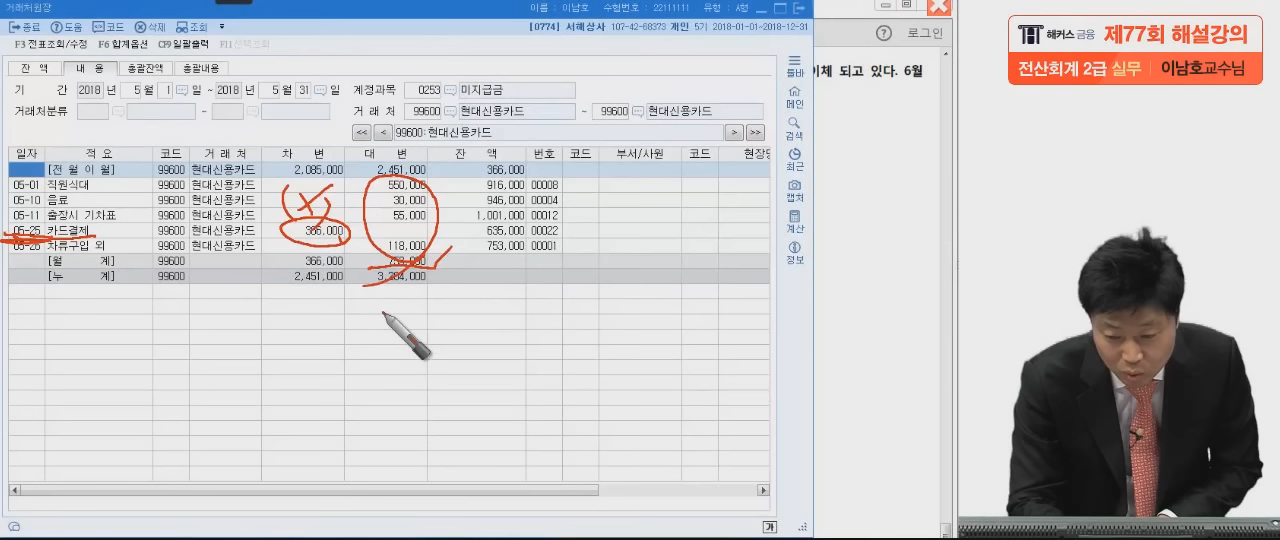 거래처원장 이름 : 이남호 수험번호 : 22111111 유형 : A형
종료 도움 코드 삭제 조회 [0774] 서해상사 107-42-68373 개인 5기 2018-01-01~2018-12-31
F3 전표조회/수정 F6 합계옵션 CF9 일괄출력 F11 선택조회
잔 액 내 용 총괄잔액 총괄내용
기 간 2018 년 5 월 1 일 ~ 2018 년 5 월 31 일 계정과목 0253 미지급금
거래처분류 ~ 거 래 처 99600 현대신용카드 ~ 99600 현대신용카드
<< < 99600:현대신용카드 > >>
일자 적 요 코드 거 래 처 차 변 대 변 잔 액 번호 코드 부서/사원 코드
[전 월 이 월] 99600 현대신용카드 2,085,000 2,451,000 366,000
05-01 직원식대 99600 현대신용카드 550,000 916,000 00008
05-10 음료 99600 현대신용카드 30,000 946,000 00004
05-11 출장시 기차표 99600 현대신용카드 55,000 1,001,000 00012
05-25 카드결제 99600 현대신용카드 366,000 635,000 00022
차류구입 외 99600 현대신용카드 118,000 753,000 00001
[월 계] 99600 366,000
[누 계] 99600 2,451,000 3,204,000
가
툴바
메인
검색
최근
캡처
계산
정보
? 로그인
이체 되고 있다. 6월
해커스 금융 제77회 해설강의
전산회계 2급 실무 이남호교수님